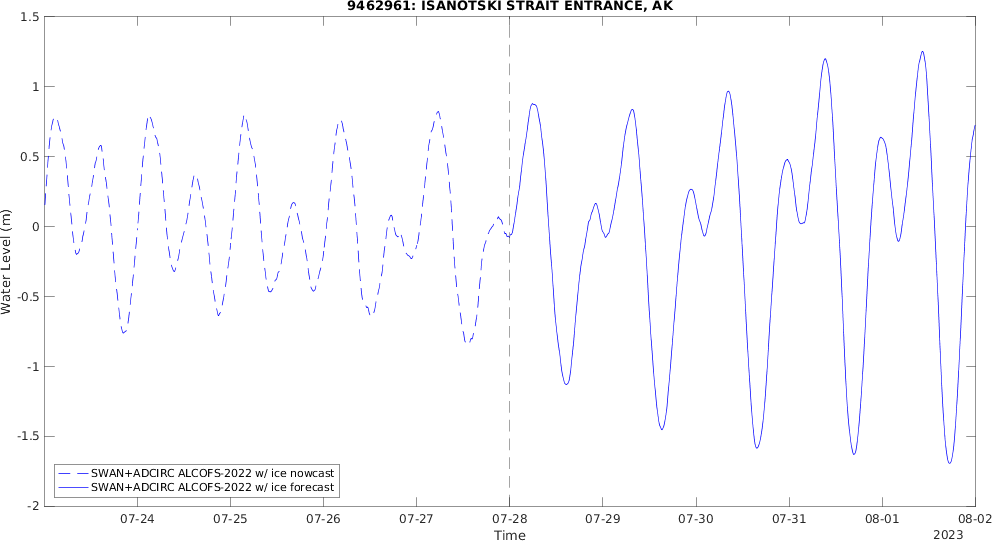 9462961: ISANOTSKI STRAIT ENTRANCE, AK
1.5
1
0.5
0
-0.5
-1
-1.5
-2
Water Level (m)
SWAN+ADCIRC ALCOFS-2022 w/ ice nowcast
SWAN+ADCIRC ALCOFS-2022 w/ ice forecast
07-24 07-25 07-26 07-27 07-28 07-29 07-30 07-31 08-01 08-02
Time
2023